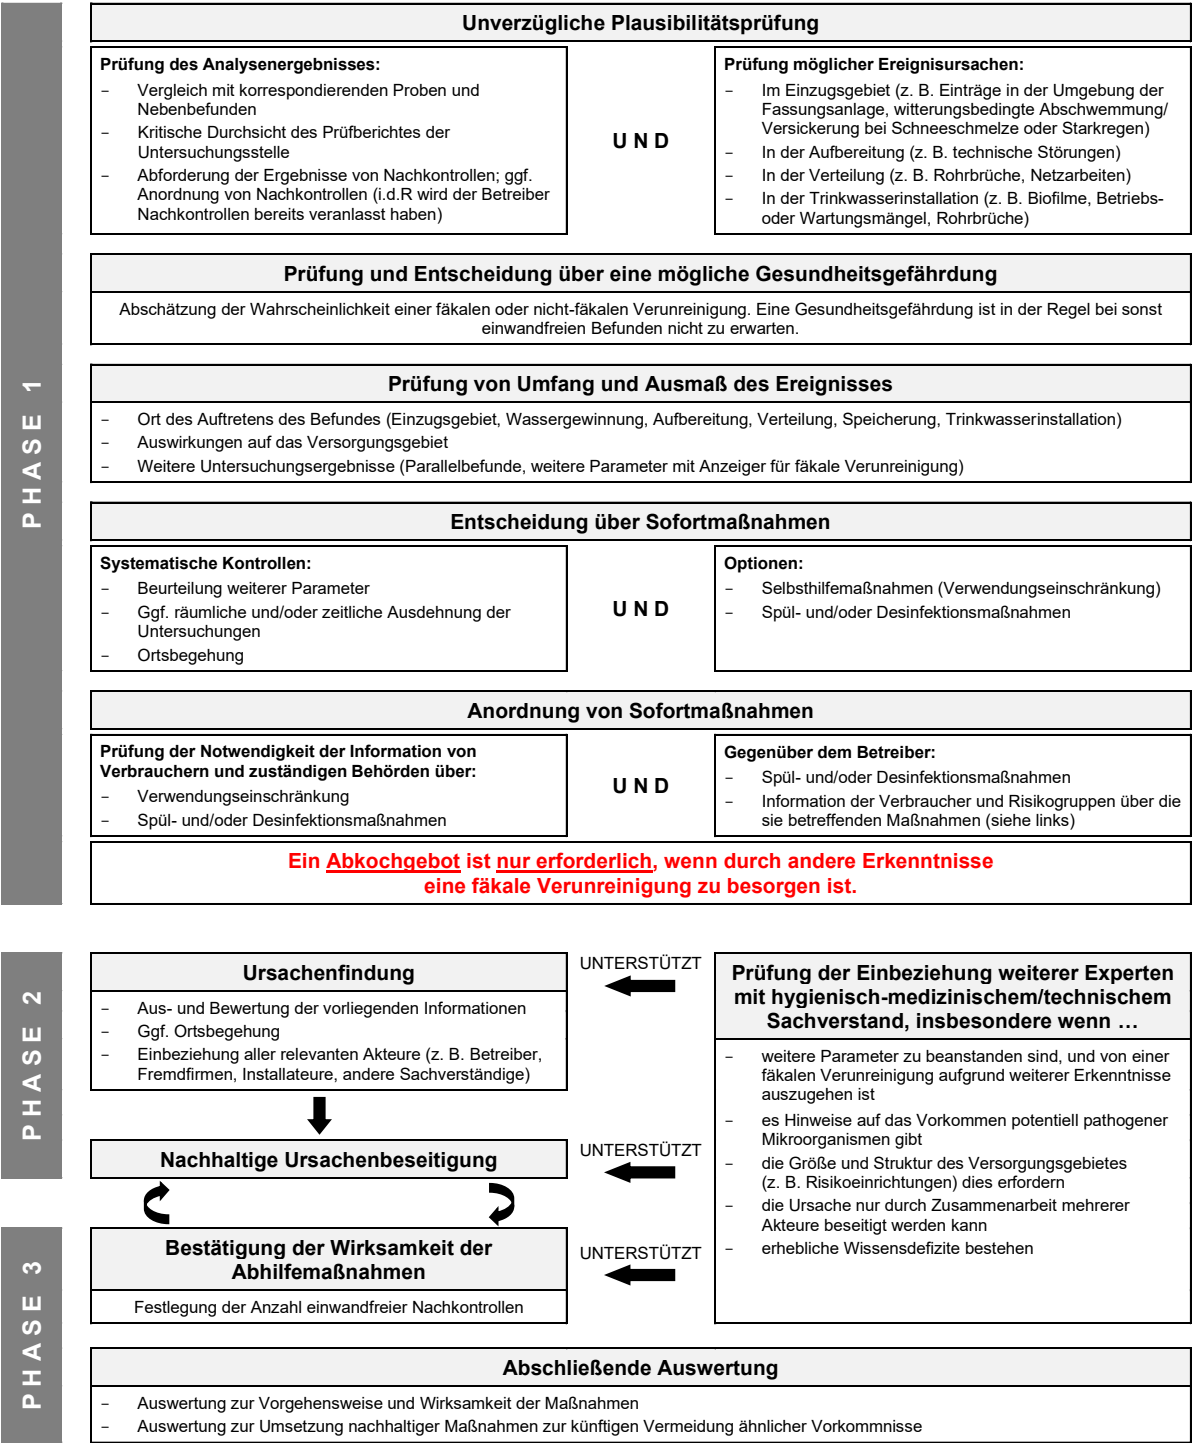 PHASE 1
Unverzügliche Plausibilitätsprüfung
Prüfung des Analysenergebnisses:
- Vergleich mit korrespondierenden Proben und
Nebenbefunden
- Kritische Durchsicht des Prüfberichtes der
Untersuchungsstelle
- Abforderung der Ergebnisse von Nachkontrollen; ggf.
Anordnung von Nachkontrollen (i.d.R wird der Betreiber
Nachkontrollen bereits veranlasst haben)
UND
Prüfung möglicher Ereignisursachen:
- Im Einzugsgebiet (z. B. Einträge in der Umgebung der
Fassungsanlage, witterungsbedingte Abschwemmung/
Versickerung bei Schneeschmelze oder Starkregen)
- In der Aufbereitung (z. B. technische Störungen)
- In der Verteilung (z. B. Rohrbrüche, Netzarbeiten)
- In der Trinkwasserinstallation (z. B. Biofilme, Betriebs-
oder Wartungsmängel, Rohrbrüche)
Prüfung und Entscheidung über eine mögliche Gesundheitsgefährdung
Abschätzung der Wahrscheinlichkeit einer fäkalen oder nicht-fäkalen Verunreinigung. Eine Gesundheitsgefährdung ist in der Regel bei sonst
einwandfreien Befunden nicht zu erwarten.
Prüfung von Umfang und Ausmaß des Ereignisses
- Ort des Auftretens des Befundes (Einzugsgebiet, Wassergewinnung, Aufbereitung, Verteilung, Speicherung, Trinkwasserinstallation)
- Auswirkungen auf das Versorgungsgebiet
- Weitere Untersuchungsergebnisse (Parallelbefunde, weitere Parameter mit Anzeiger für fäkale Verunreinigung)
Entscheidung über Sofortmaßnahmen
Systematische Kontrollen:
- Beurteilung weiterer Parameter
- Ggf. räumliche und/oder zeitliche Ausdehnung der
Untersuchungen
- Ortsbegehung
UND
Optionen:
- Selbsthilfemaßnahmen (Verwendungseinschränkung)
- Spül- und/oder Desinfektionsmaßnahmen
Anordnung von Sofortmaßnahmen
Prüfung der Notwendigkeit der Information von
Verbrauchern und zuständigen Behörden über:
- Verwendungseinschränkung
- Spül- und/oder Desinfektionsmaßnahmen
UND
Gegenüber dem Betreiber:
- Spül- und/oder Desinfektionsmaßnahmen
- Information der Verbraucher und Risikogruppen über die
sie betreffenden Maßnahmen (siehe links)
Ein Abkochgebot ist nur erforderlich, wenn durch andere Erkenntnisse
eine fäkale Verunreinigung zu besorgen ist.
PHASE 2
Ursachenfindung
- Aus- und Bewertung der vorliegenden Informationen
- Ggf. Ortsbegehung
- Einbeziehung aller relevanten Akteure (z. B. Betreiber,
Fremdfirmen, Installateure, andere Sachverständige)
UNTERSTÜTZT
Prüfung der Einbeziehung weiterer Experten
mit hygienisch-medizinischem/technischem
Sachverstand, insbesondere wenn …
- weitere Parameter zu beanstanden sind, und von einer
fäkalen Verunreinigung aufgrund weiterer Erkenntnisse
auszugehen ist
- es Hinweise auf das Vorkommen potentiell pathogener
Mikroorganismen gibt
- die Größe und Struktur des Versorgungsgebietes
(z. B. Risikoeinrichtungen) dies erfordern
- die Ursache nur durch Zusammenarbeit mehrerer
Akteure beseitigt werden kann
- erhebliche Wissensdefizite bestehen
Nachhaltige Ursachenbeseitigung
UNTERSTÜTZT
PHASE 3
Bestätigung der Wirksamkeit der
Abhilfemaßnahmen
Festlegung der Anzahl einwandfreier Nachkontrollen
UNTERSTÜTZT
Abschließende Auswertung
- Auswertung zur Vorgehensweise und Wirksamkeit der Maßnahmen
- Auswertung zur Umsetzung nachhaltiger Maßnahmen zur künftigen Vermeidung ähnlicher Vorkommnisse